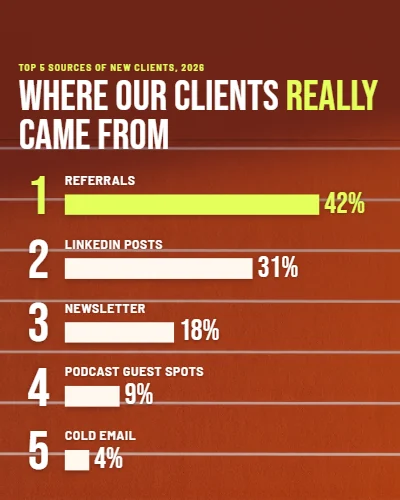 TOP 5 SOURCES OF NEW CLIENTS, 2026
WHERE OUR CLIENTS REALLY
CAME FROM
1 REFERRALS
42%
2 LINKEDIN POSTS
31%
3 NEWSLETTER
18%
4 PODCAST GUEST SPOTS
9%
5 COLD EMAIL
4%